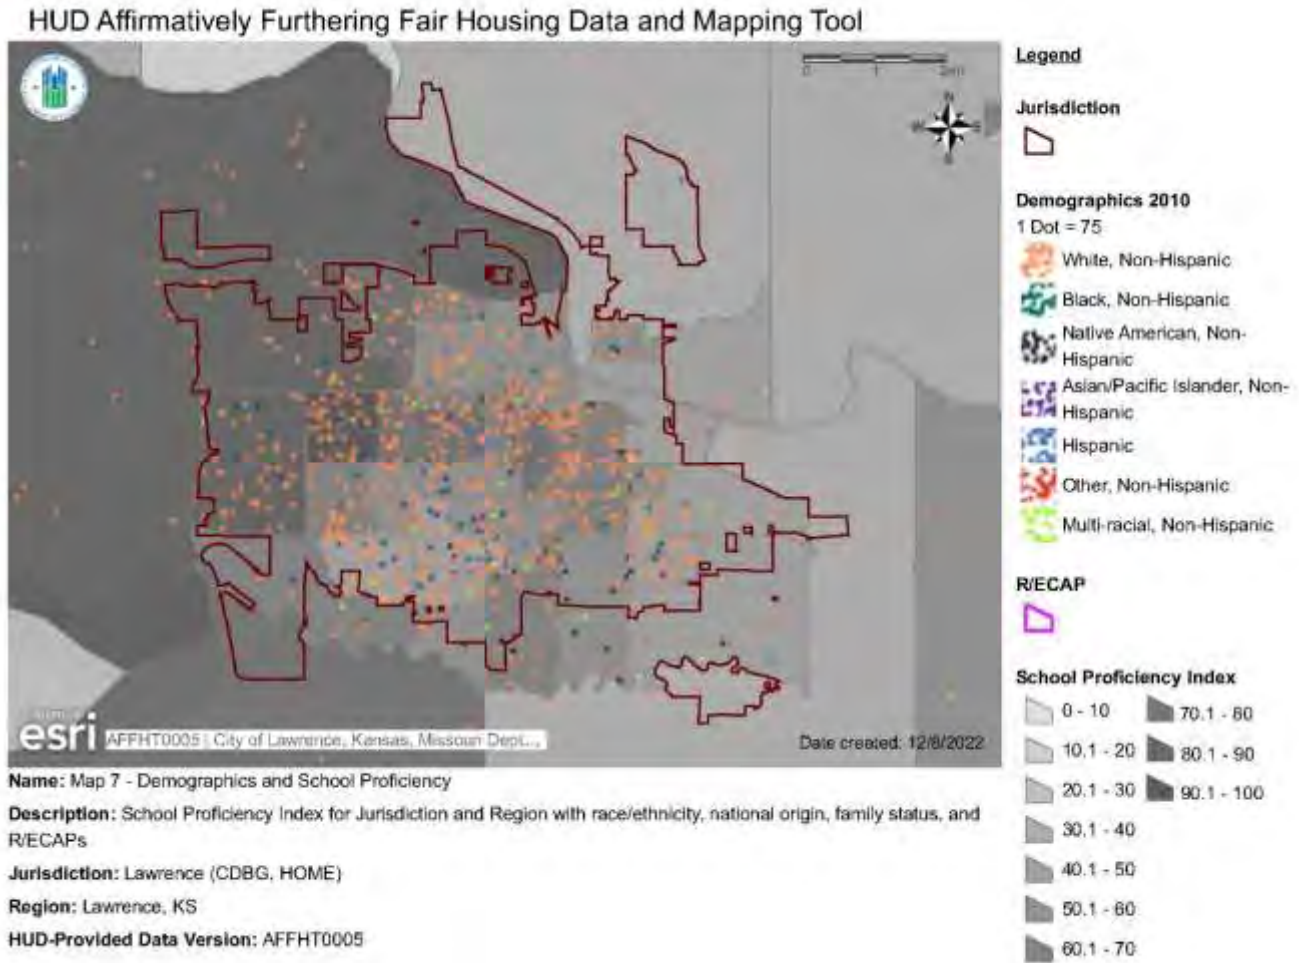 HUD Affirmatively Furthering Fair Housing Data and Mapping Tool
0 1
N
S
esri
AFFHT0005 | City of Lawrence, Kansas, Missouri Dept....
Date created: 12/8/2022
Name: Map 7 - Demographics and School Proficiency
Description: School Proficiency Index for Jurisdiction and Region with race/ethnicity, national origin, family status, and
R/ECAPs
Jurisdiction: Lawrence (CDBG, HOME)
Region: Lawrence, KS
HUD-Provided Data Version: AFFHT0005
Legend
Jurisdiction
Demographics 2010
1 Dot = 75
White, Non-Hispanic
Black, Non-Hispanic
Native American, Non-
Hispanic
Asian/Pacific Islander, Non-
Hispanic
Hispanic
Other, Non-Hispanic
Multi-racial, Non-Hispanic
R/ECAP
School Proficiency Index
0 - 10
10.1 - 20
20.1 - 30
30.1 - 40
40.1 - 50
50.1 - 60
60.1 - 70
70.1 - 80
80.1 - 90
90.1 - 100